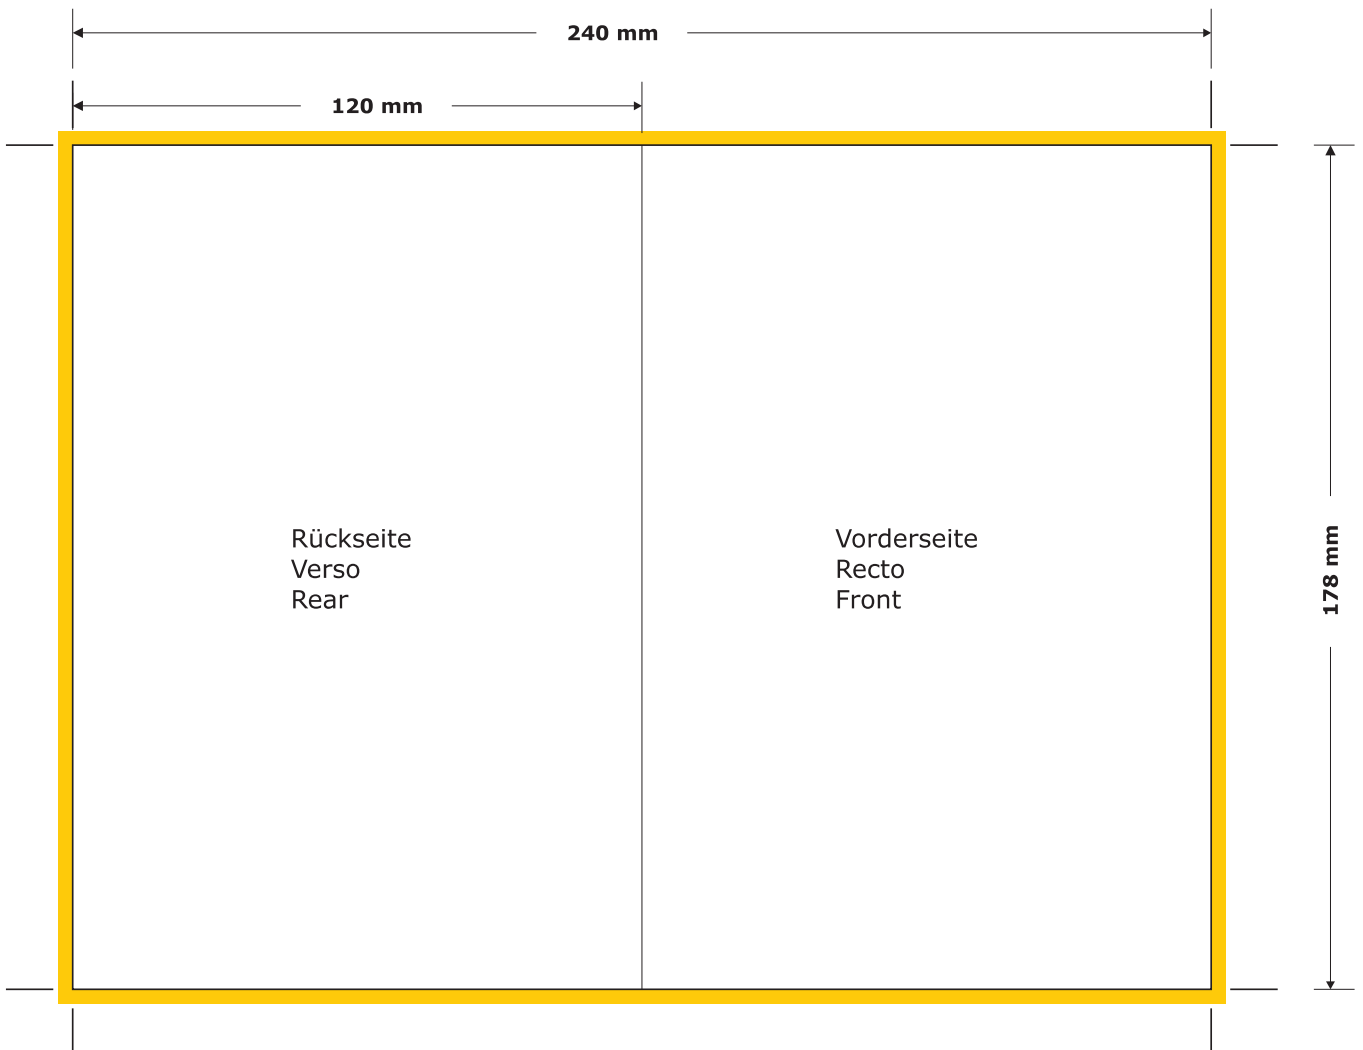 240 mm
120 mm
Rückseite
Verso
Rear
Vorderseite
Recto
Front
178 mm